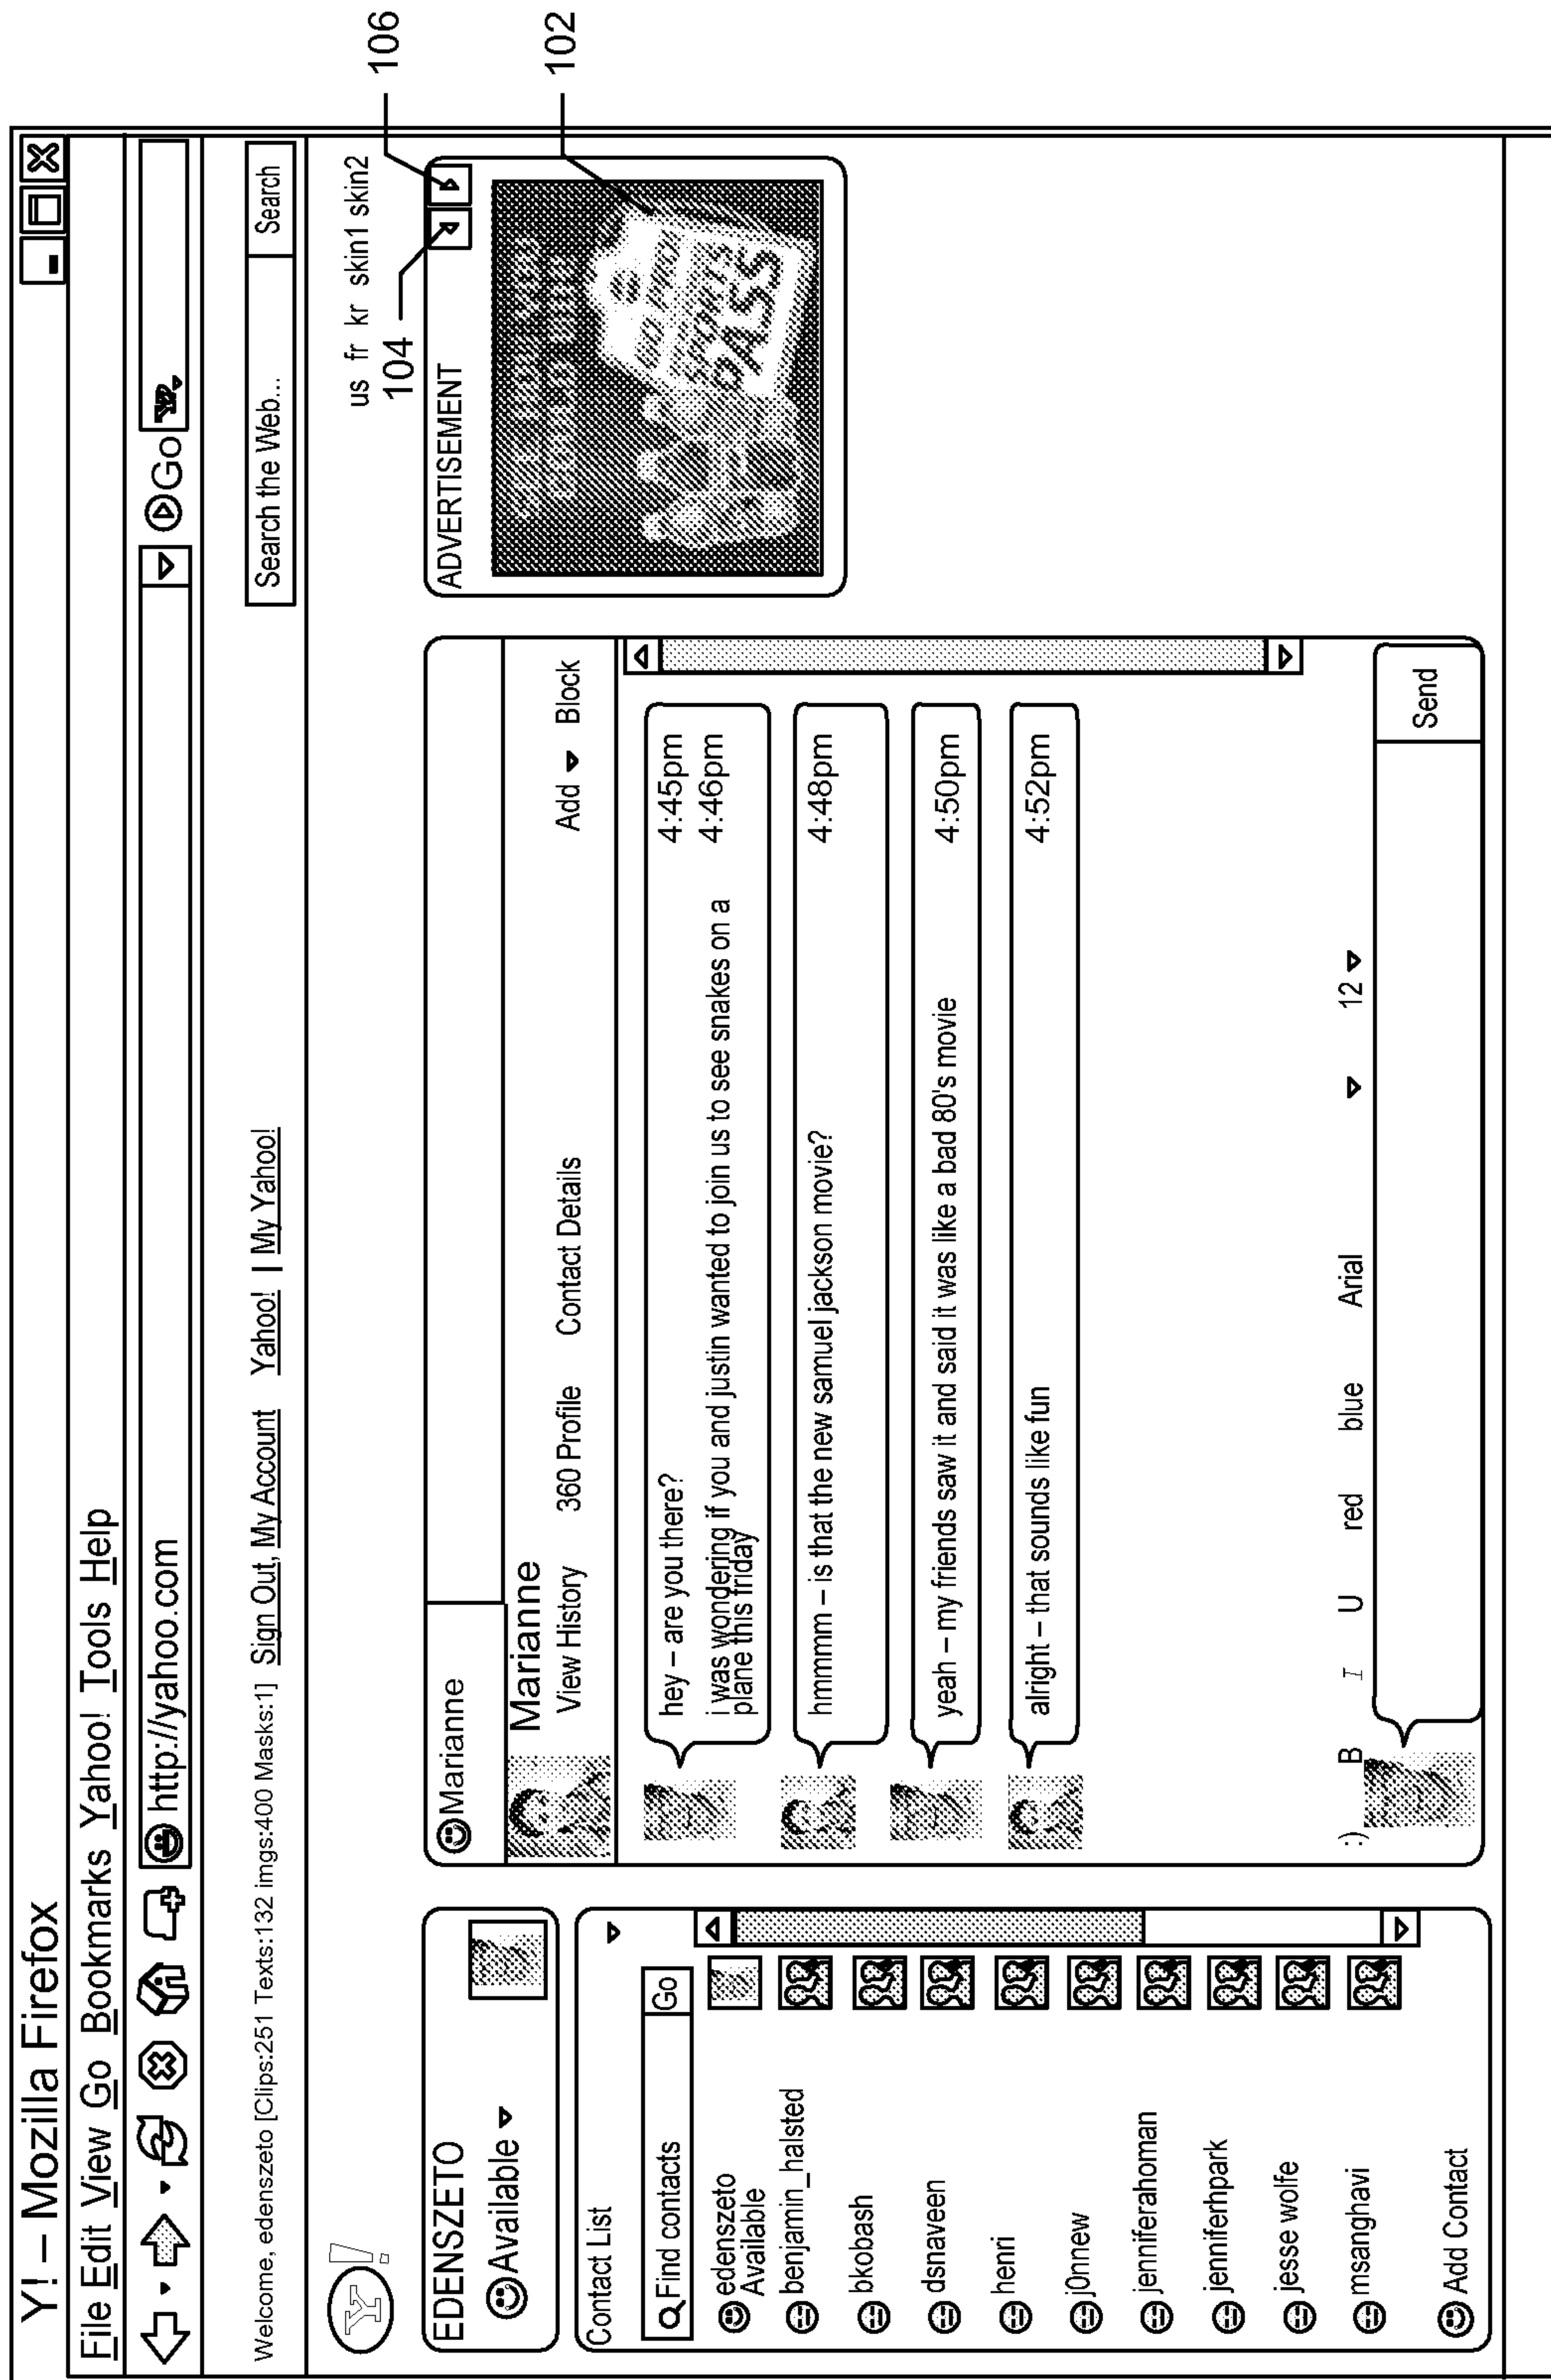 Y! – Mozilla Firefox
File Edit View Go Bookmarks Yahoo! Tools Help
http://yahoo.com
Go
Welcome, edenszeto [Clips:251 Texts:132 imgs:400 Masks:1] Sign Out, My Account Yahoo! | My Yahoo!
Search the Web... Search
Y!
us fr kr skin1 skin2
106
104
102
EDENSZETO
Available
Contact List
Find contacts Go
edenszeto
Available
benjamin_halsted
bkobash
dsnaveen
henri
j0nnew
jenniferahoman
jenniferhpark
jesse wolfe
msanghavi
Add Contact
Marianne
Marianne
View History 360 Profile Contact Details Add Block
hey – are you there? 4:45pm
i was wondering if you and justin wanted to join us to see snakes on a 4:46pm
plane this friday
hmmmm – is that the new samuel jackson movie? 4:48pm
yeah – my friends saw it and said it was like a bad 80's movie 4:50pm
alright – that sounds like fun 4:52pm
:) B I U red blue Arial 12
Send
ADVERTISEMENT
SPORTS
PASS